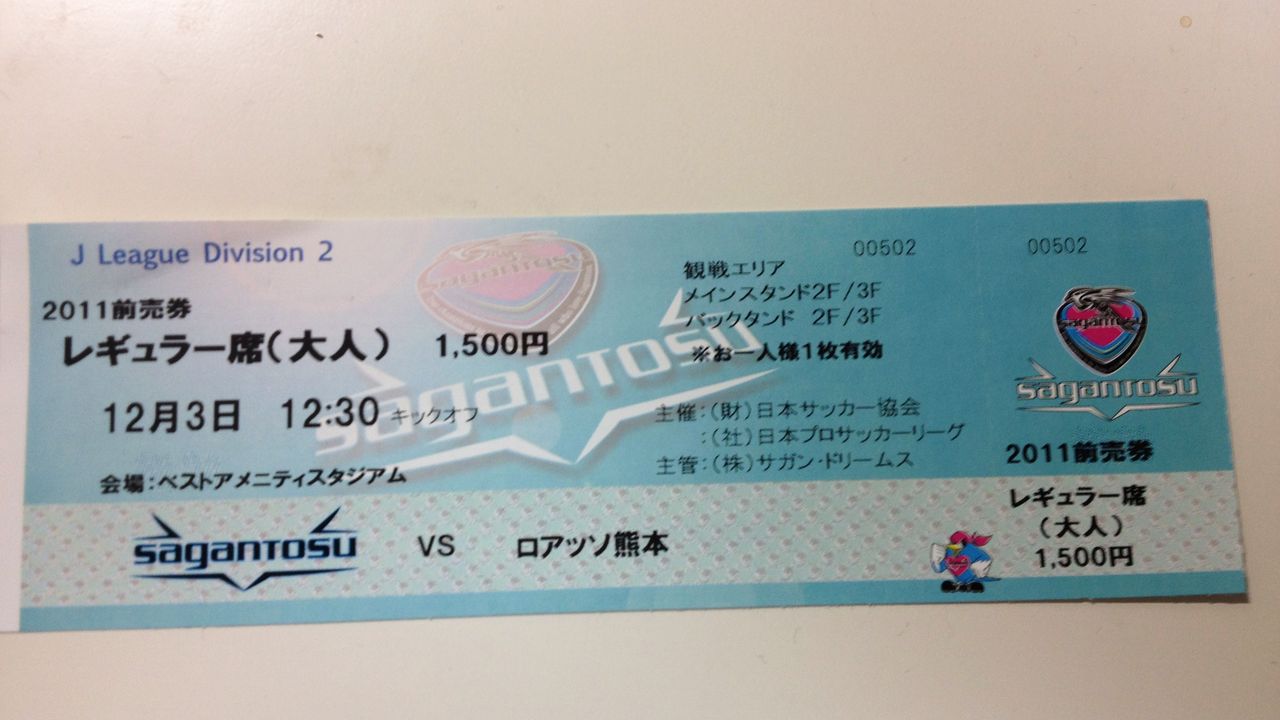 J League Division 2
2011前売券
レギュラー席(大人) 1,500円
12月3日 12:30 キックオフ
会場:ベストアメニティスタジアム
sagantosu
sagantosu
sagantosu VS ロアッソ熊本
00502
観戦エリア
メインスタンド2F/3F
バックタンド 2F/3F
※お一人様1枚有効
主催:(財)日本サッカー協会
:(社)日本プロサッカーリーグ
主管:(株)サガン・ドリームス
00502
sagantosu
sagantosu
2011前売券
レギュラー席
(大人)
1,500円